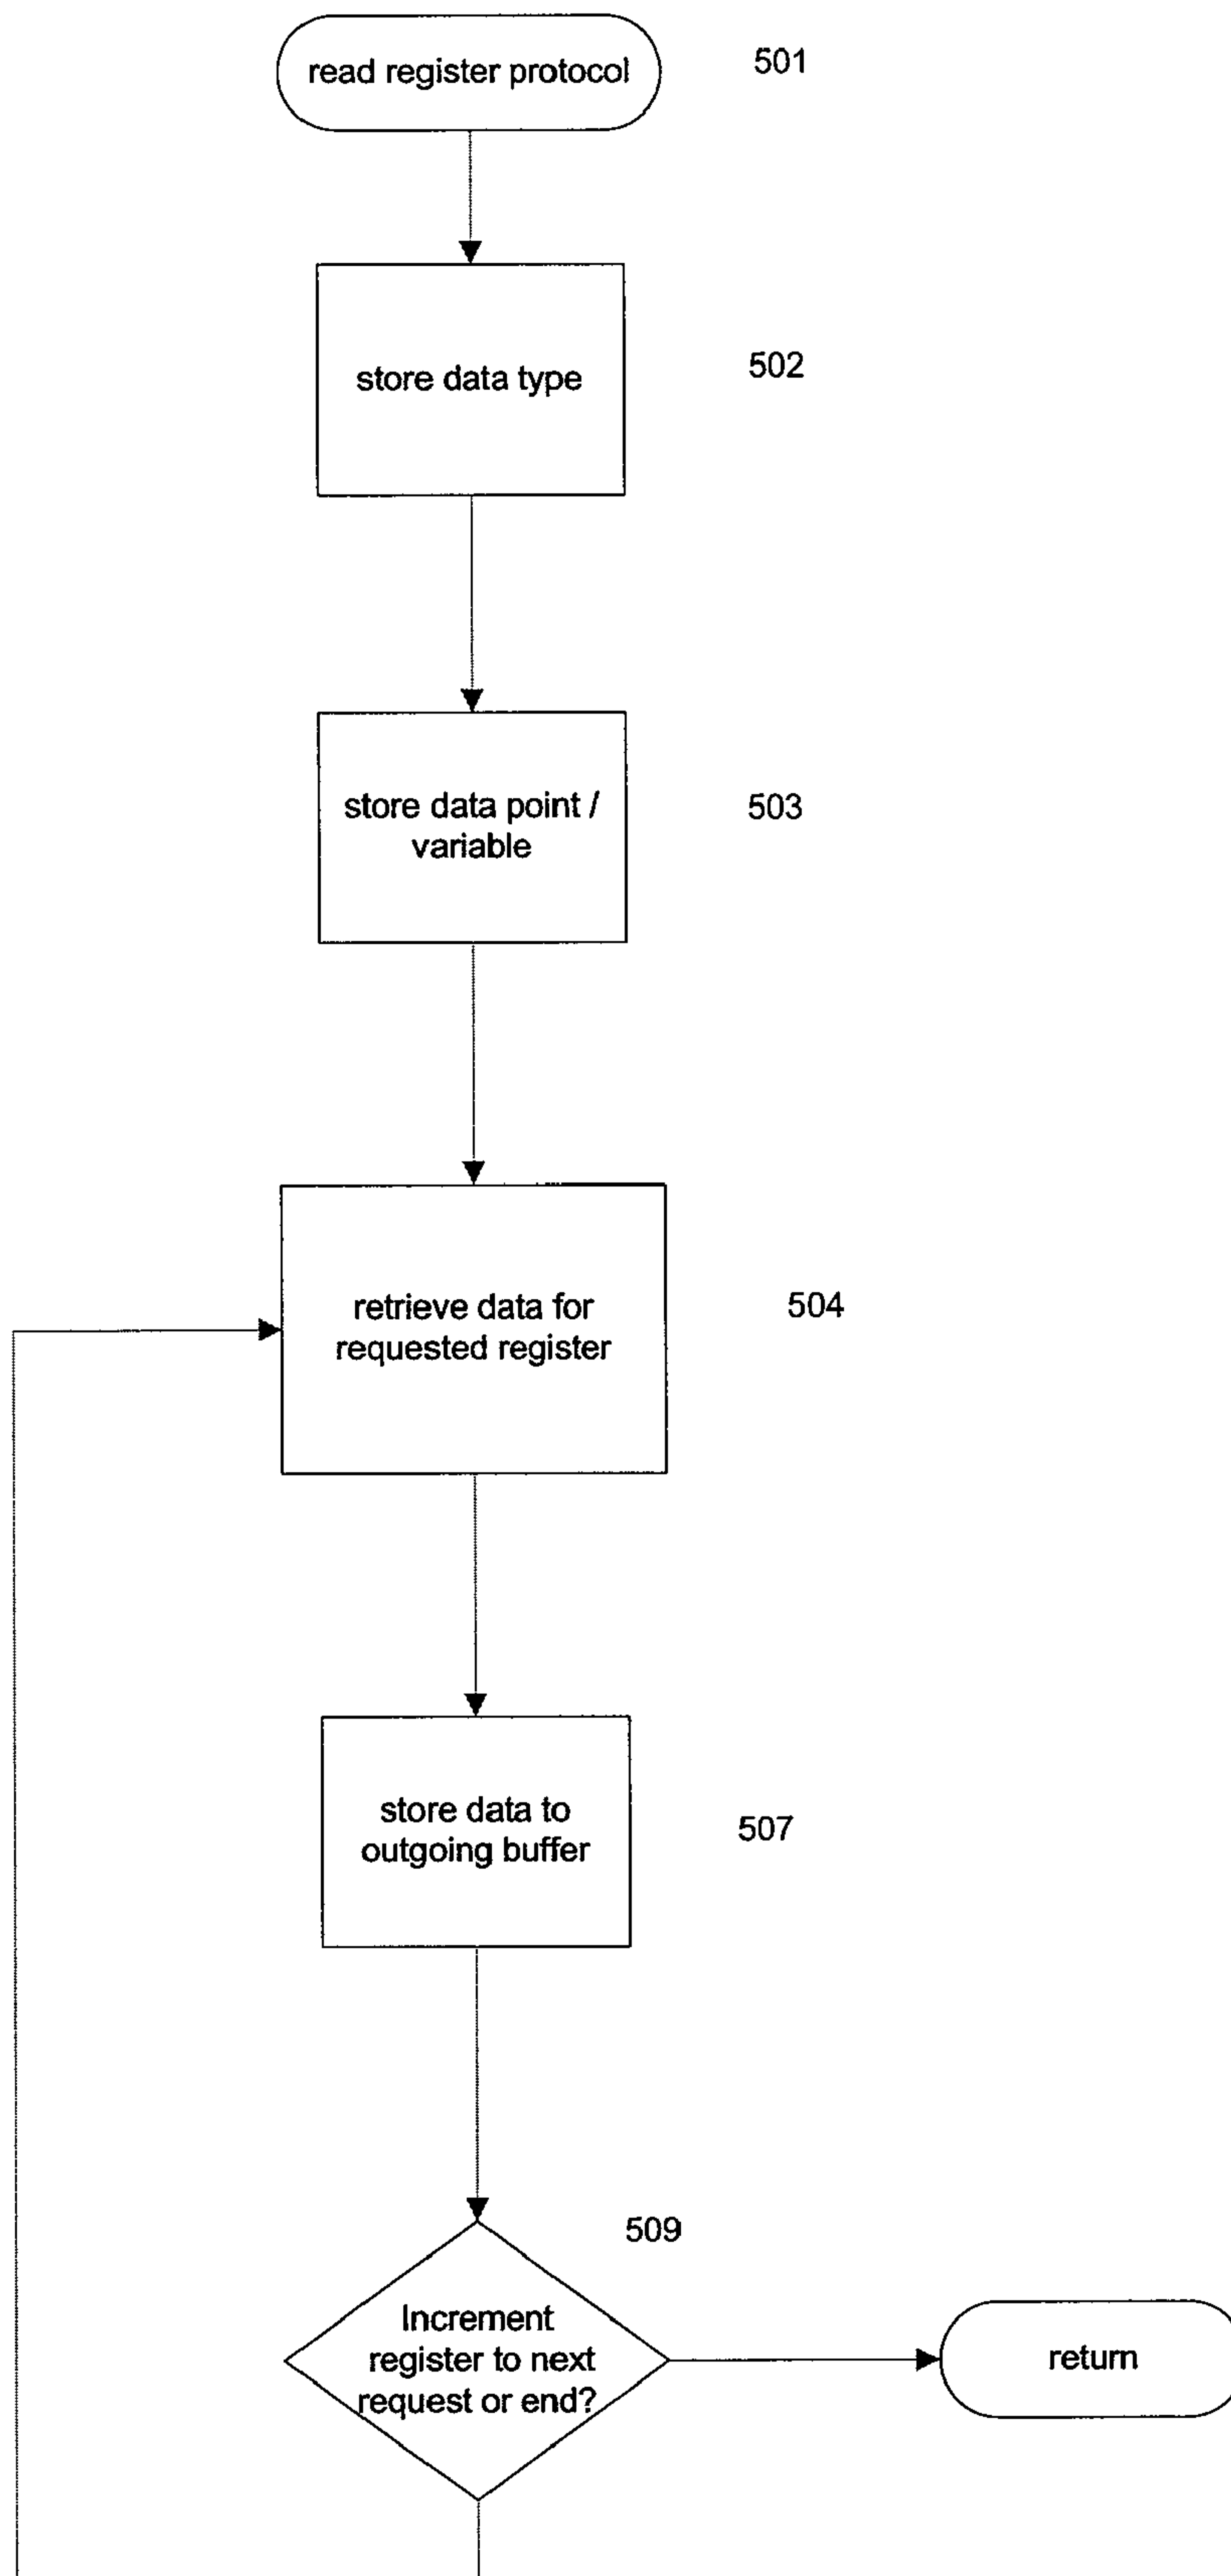 read register protocol
501
store data type
502
store data point /
variable
503
retrieve data for
requested register
504
store data to
outgoing buffer
507
509
Increment
register to next
request or end?
return